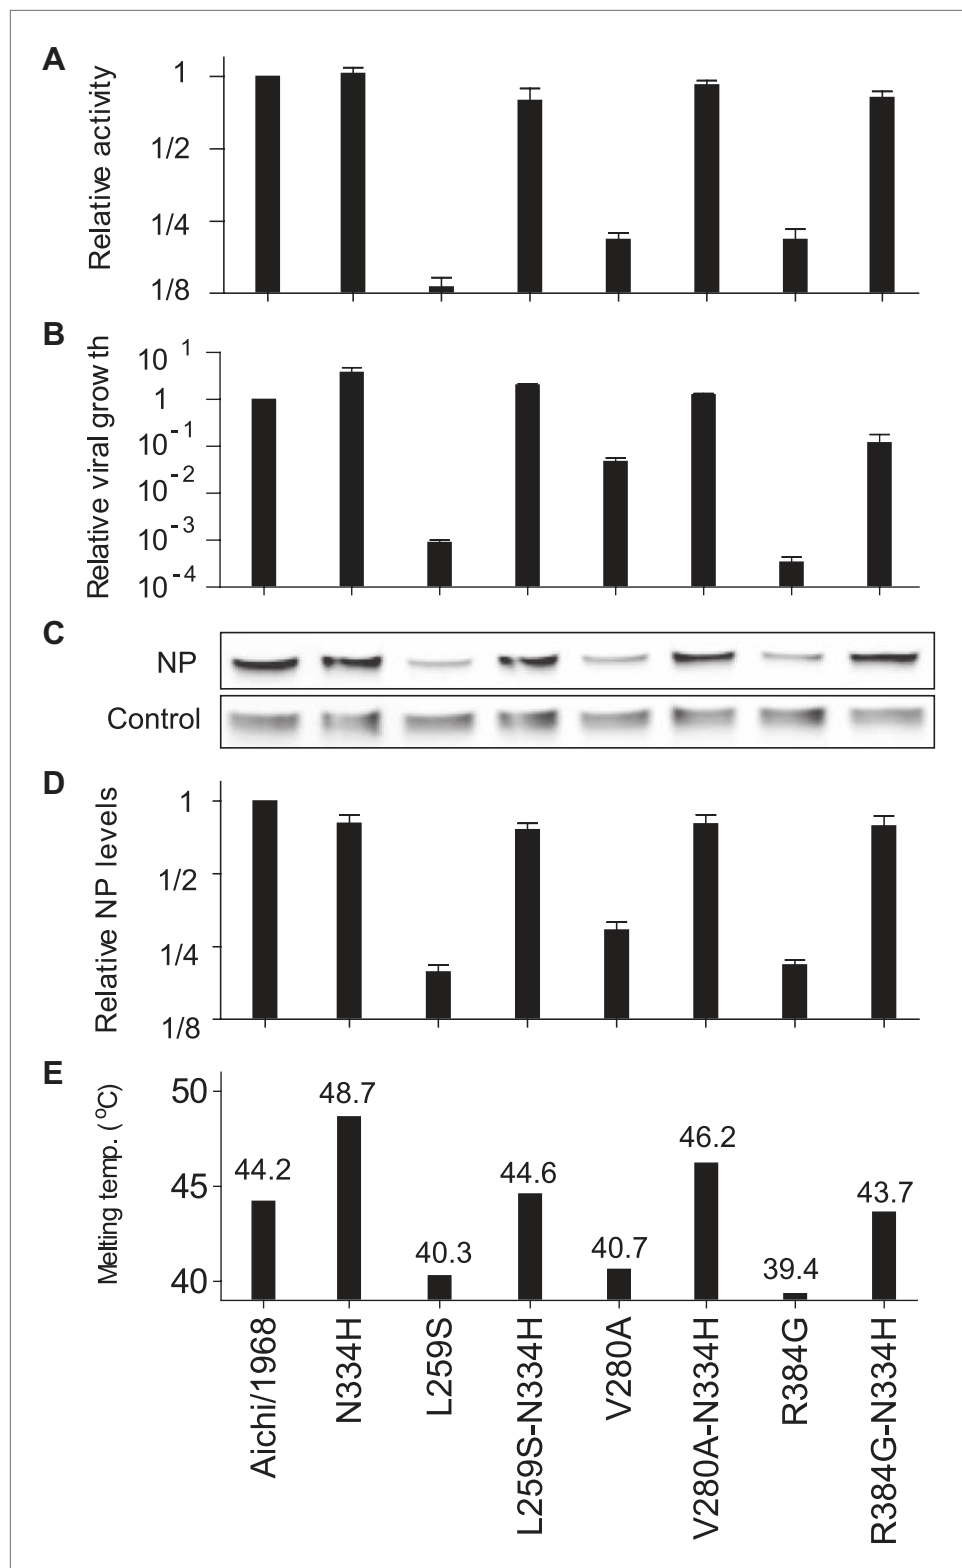 A
Relative activity
1
1/2
1/4
1/8
B
Relative viral growth
10 1
1
10 - 1
10 - 2
10 - 3
10 - 4
C
NP
Control
D
Relative NP levels
1
1/2
1/4
1/8
E
Melting temp. ( oC)
50
45
40
44.2
48.7
40.3
44.6
40.7
46.2
39.4
43.7
Aichi/1968
N334H
L259S
L259S-N334H
V280A
V280A-N334H
R384G
R384G-N334H